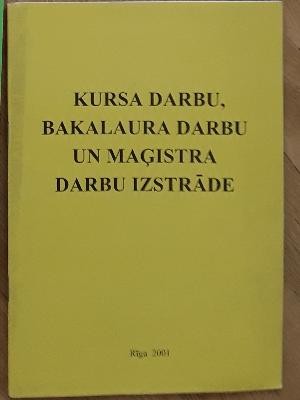 KURSA DARBU,
BAKALAURA DARBU
UN MAĢISTRA
DARBU IZSTRĀDE
Rīga 2001